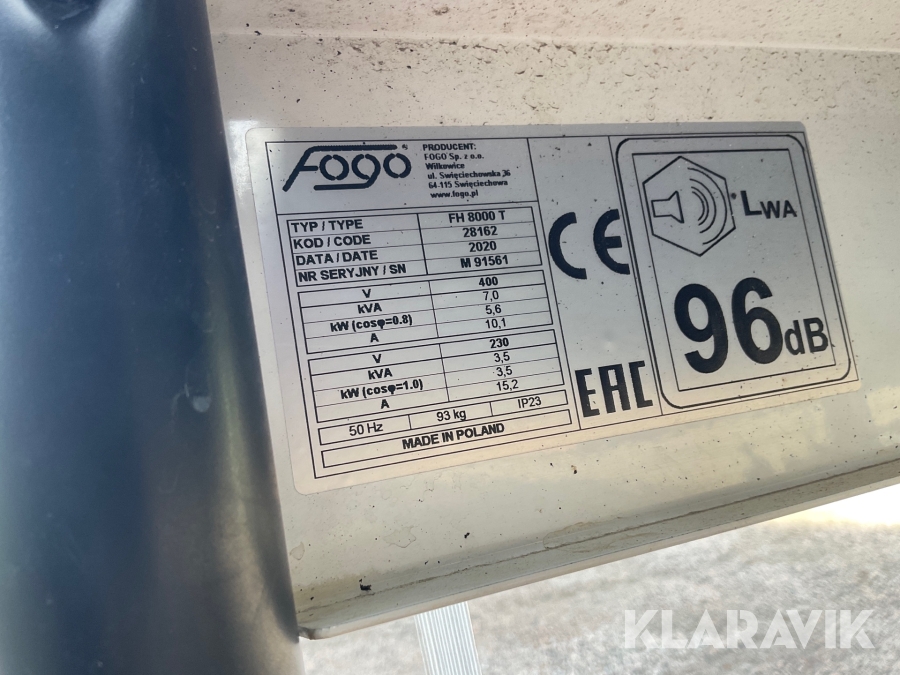 FOGO
PRODUCENT:
FOGO Sp. z o.o.
Wilkowice
ul. Święciechowska 36
64-115 Święciechowa
www.fogo.pl
TYP / TYPE FH 8000 T
KOD / CODE 28162
DATA / DATE 2020
NR SERYJNY / SN M 91561
V 400
kVA 7,0
kW (cosφ=0.8) 5,6
A 10,1
V 230
kVA 3,5
kW (cosφ=1.0) 3,5
A 15,2
50 Hz 93 kg IP23
MADE IN POLAND
CE
EAC
LWA
96dB
KLARAVIK